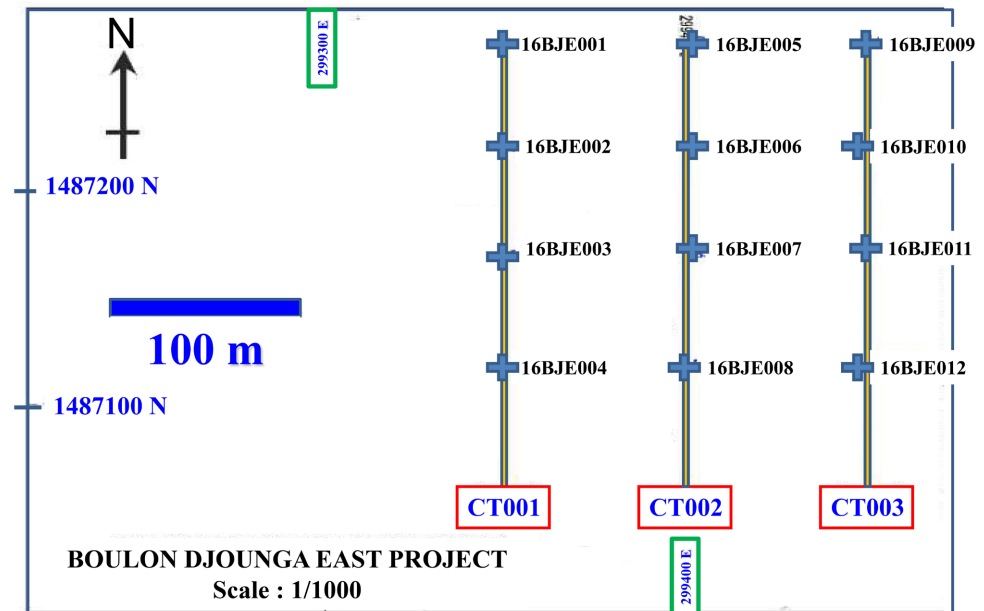 N
299300 E
2994
16BJE001
16BJE005
16BJE009
16BJE002
16BJE006
16BJE010
1487200 N
16BJE003
16BJE007
16BJE011
100 m
16BJE004
16BJE008
16BJE012
1487100 N
CT001
CT002
CT003
BOULON DJOUNGA EAST PROJECT
Scale : 1/1000
299400 E